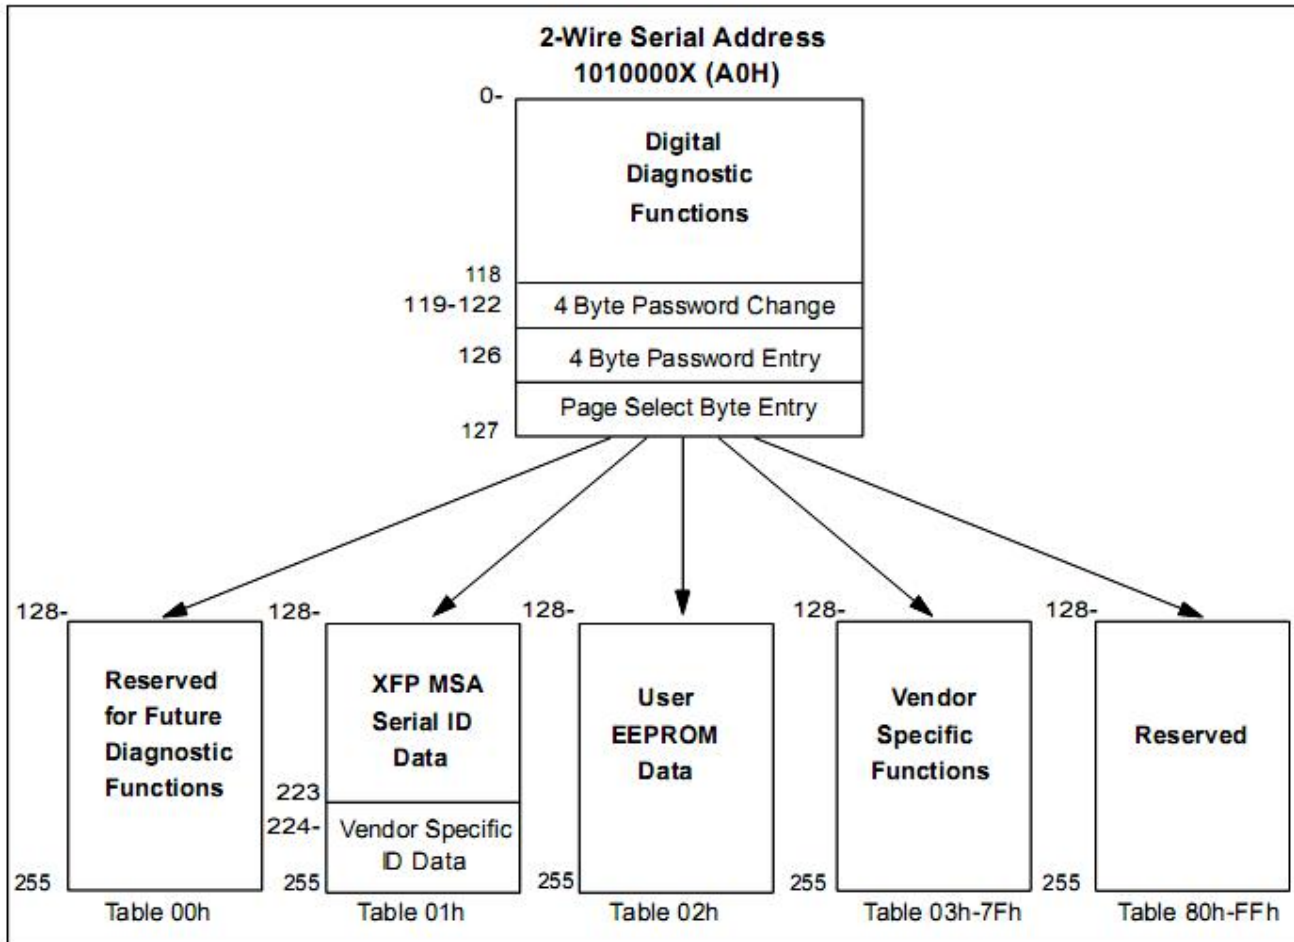 2-Wire Serial Address
1010000X (A0H)
0-
Digital
Diagnostic
Functions
118
119-122
4 Byte Password Change
126
4 Byte Password Entry
Page Select Byte Entry
127
128-
Reserved
for Future
Diagnostic
Functions
255
Table 00h
128-
XFP MSA
Serial ID
Data
223
224-
Vendor Specific
ID Data
255
Table 01h
128-
User
EEPROM
Data
255
Table 02h
128-
Vendor
Specific
Functions
255
Table 03h-7Fh
128-
Reserved
255
Table 80h-FFh